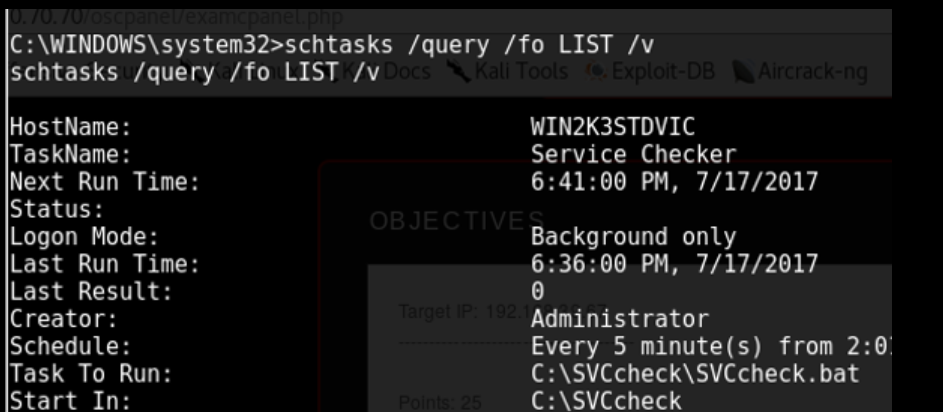 0.70.70/oscpanel/examcpanel.php
C:\WINDOWS\system32>schtasks /query /fo LIST /v
schtasks /query /fo LIST /v
Docs Kali Tools Exploit-DB Aircrack-ng
HostName: WIN2K3STDVIC
TaskName: Service Checker
Next Run Time: 6:41:00 PM, 7/17/2017
Status:
OBJECTIVES
Logon Mode: Background only
Last Run Time: 6:36:00 PM, 7/17/2017
Last Result: 0
Target IP: 192.1
Creator: Administrator
Schedule: Every 5 minute(s) from 2:0
Task To Run: C:\SVCcheck\SVCcheck.bat
Points: 25
Start In: C:\SVCcheck